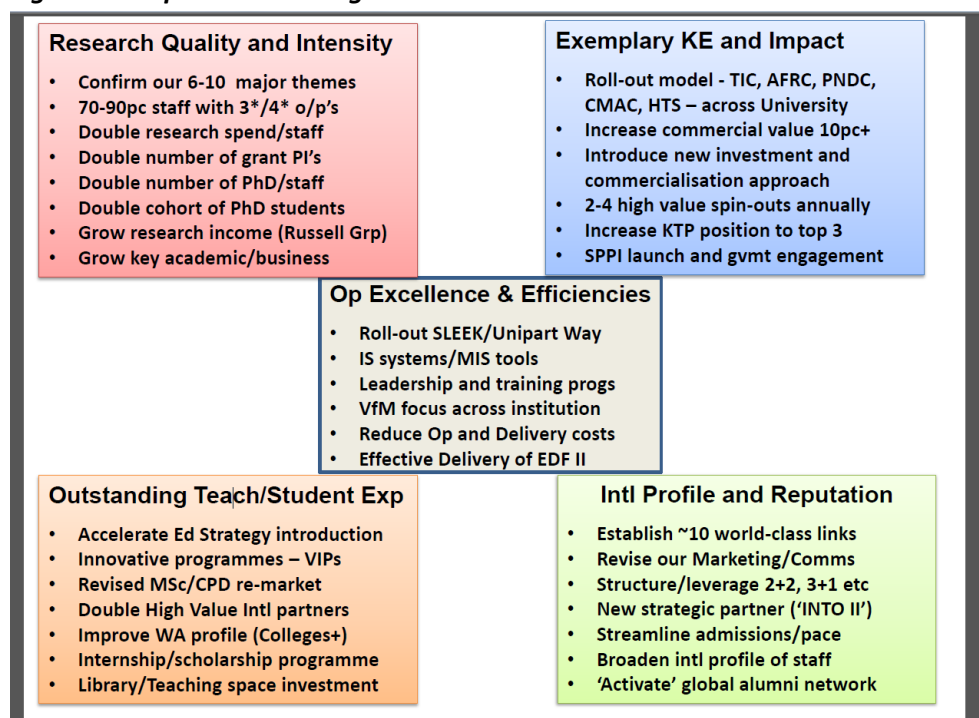 Research Quality and Intensity
• Confirm our 6-10 major themes
• 70-90pc staff with 3*/4* o/p's
• Double research spend/staff
• Double number of grant PI's
• Double number of PhD/staff
• Double cohort of PhD students
• Grow research income (Russell Grp)
• Grow key academic/business
Exemplary KE and Impact
• Roll-out model - TIC, AFRC, PNDC,
CMAC, HTS – across University
• Increase commercial value 10pc+
• Introduce new investment and
commercialisation approach
• 2-4 high value spin-outs annually
• Increase KTP position to top 3
• SPPI launch and gvmt engagement
Op Excellence & Efficiencies
• Roll-out SLEEK/Unipart Way
• IS systems/MIS tools
• Leadership and training progs
• VfM focus across institution
• Reduce Op and Delivery costs
• Effective Delivery of EDF II
Outstanding Teach/Student Exp
• Accelerate Ed Strategy introduction
• Innovative programmes – VIPs
• Revised MSc/CPD re-market
• Double High Value Intl partners
• Improve WA profile (Colleges+)
• Internship/scholarship programme
• Library/Teaching space investment
Intl Profile and Reputation
• Establish ~10 world-class links
• Revise our Marketing/Comms
• Structure/leverage 2+2, 3+1 etc
• New strategic partner ('INTO II')
• Streamline admissions/pace
• Broaden intl profile of staff
• 'Activate' global alumni network